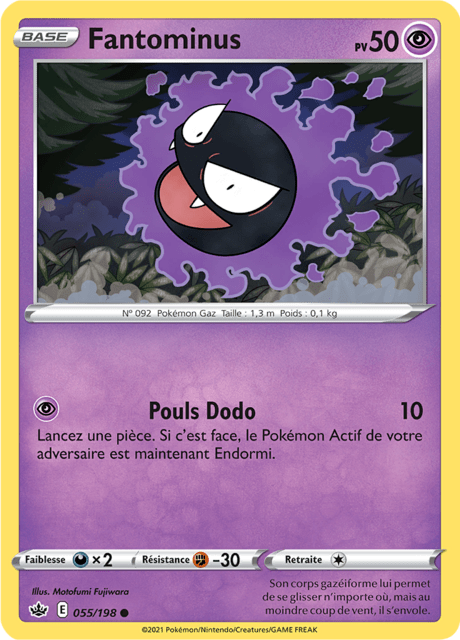 BASE Fantominus PV50
N° 092 Pokémon Gaz Taille : 1,3 m Poids : 0,1 kg
Pouls Dodo 10
Lancez une pièce. Si c'est face, le Pokémon Actif de votre
adversaire est maintenant Endormi.
Faiblesse ×2 Résistance -30 Retraite
Illus. Motofumi Fujiwara
E 055/198
Son corps gazéiforme lui permet
de se glisser n'importe où, mais au
moindre coup de vent, il s'envole.
©2021 Pokémon/Nintendo/Creatures/GAME FREAK